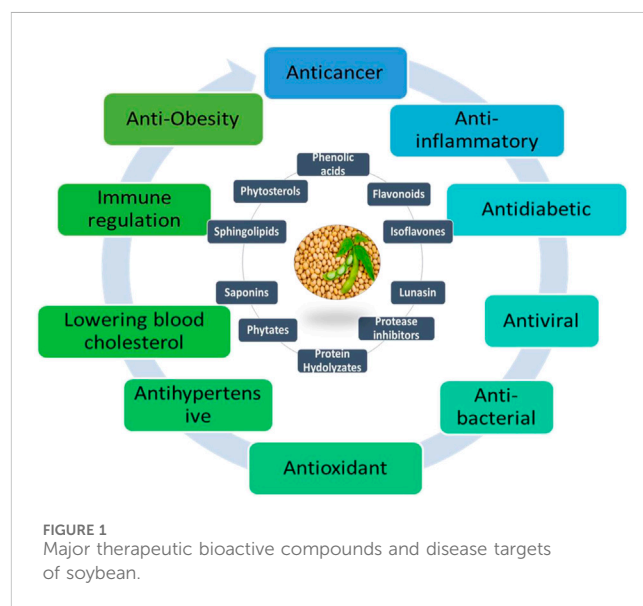 Anticancer
Anti-
inflammatory
Antidiabetic
Antiviral
Anti-
bacterial
Antioxidant
Antihypertens
ive
Lowering blood
cholesterol
Immune
regulation
Anti-Obesity
Phenolic
acids
Flavonoids
Isoflavones
Lunasin
Protease
inhibitors
Protein
Hydolyzates
Phytates
Saponins
Sphingolipids
Phytosterols
FIGURE 1
Major therapeutic bioactive compounds and disease targets
of soybean.